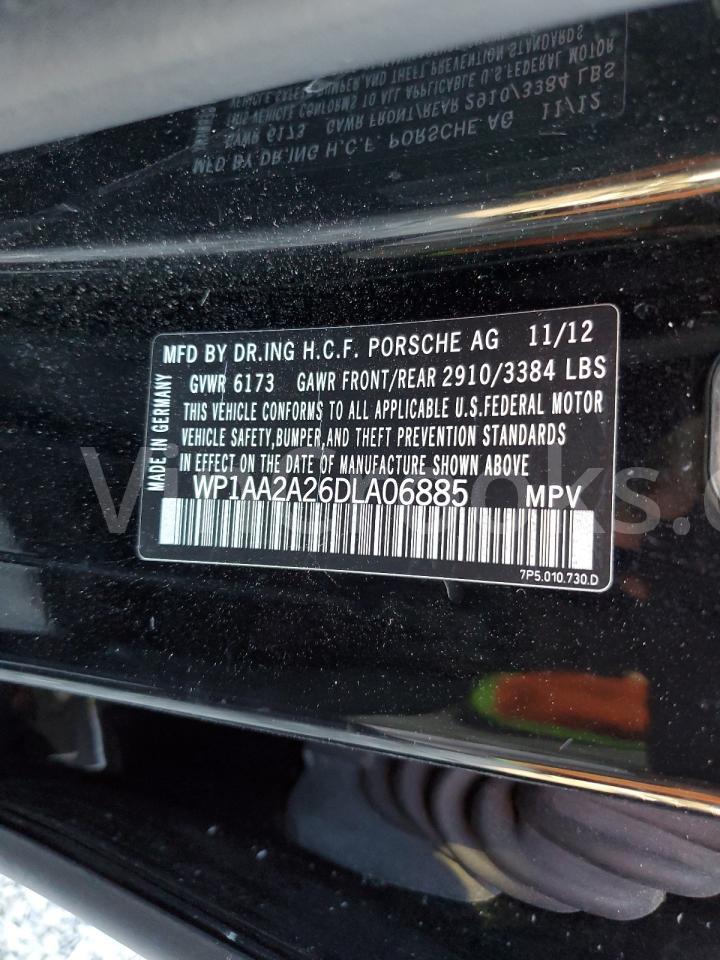 MFD BY DR.ING H.C.F. PORSCHE AG 11/12
GVWR 6173 GAWR FRONT/REAR 2910/3384 LBS
THIS VEHICLE CONFORMS TO ALL APPLICABLE U.S.FEDERAL MOTOR
VEHICLE SAFETY,BUMPER,AND THEFT PREVENTION STANDARDS
IN EFFECT ON THE DATE OF MANUFACTURE SHOWN ABOVE
WP1AA2A26DLA06885 MPV
7P5.010.730.D
MADE IN GERMANY